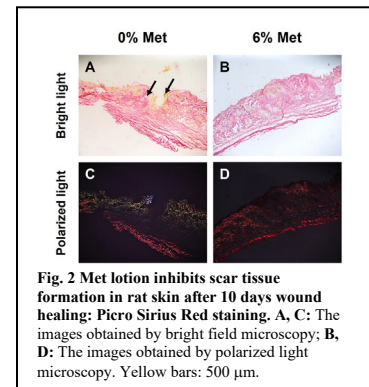 0% Met 6% Met
Bright light
A B
Polarized light
C D
Fig. 2 Met lotion inhibits scar tissue
formation in rat skin after 10 days wound
healing: Picro Sirius Red staining. A, C: The
images obtained by bright field microscopy; B,
D: The images obtained by polarized light
microscopy. Yellow bars: 500 μm.